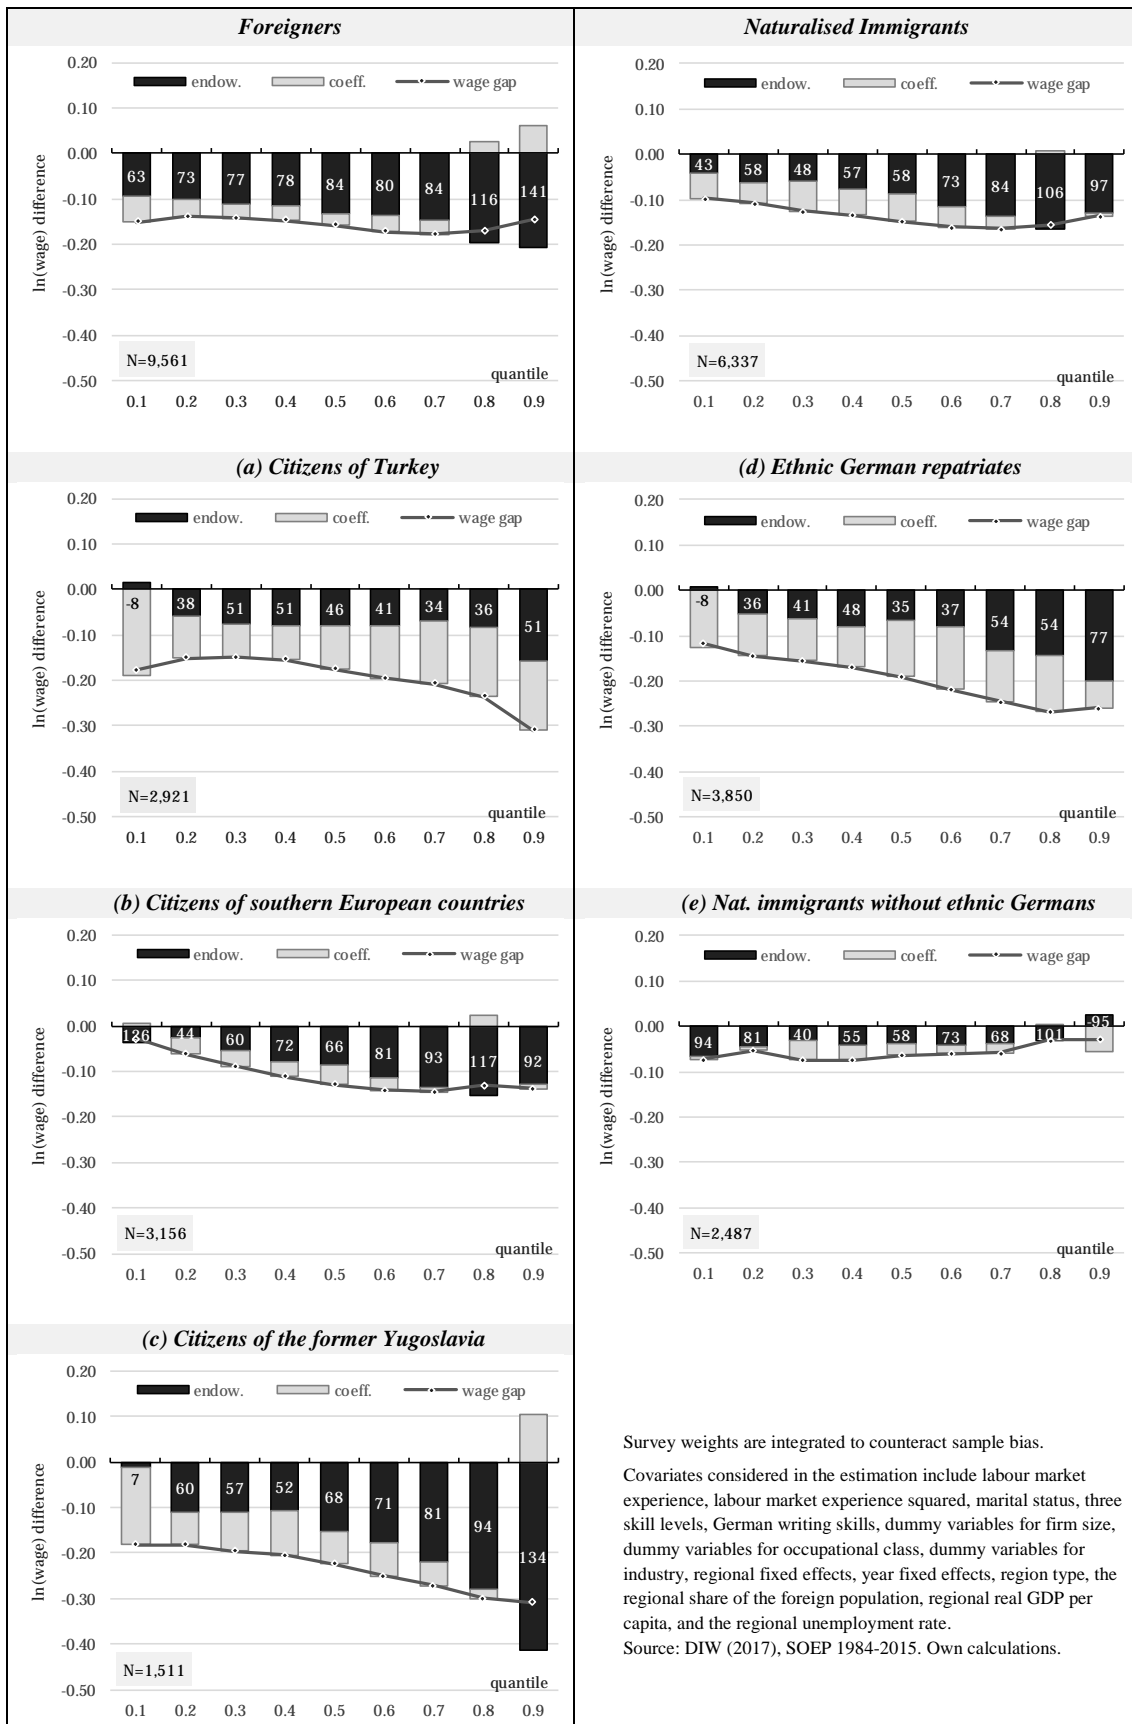 Foreigners
0.20
endow. coeff. wage gap
0.10
0.00
63 73 77 78 84 80 84 116 141
-0.10
-0.20
-0.30
-0.40
-0.50
ln(wage) difference
N=9,561
quantile
0.1 0.2 0.3 0.4 0.5 0.6 0.7 0.8 0.9
Naturalised Immigrants
0.20
endow. coeff. wage gap
0.10
0.00
43 58 48 57 58 73 84 106 97
-0.10
-0.20
-0.30
-0.40
-0.50
ln(wage) difference
N=6,337
quantile
0.1 0.2 0.3 0.4 0.5 0.6 0.7 0.8 0.9
(a) Citizens of Turkey
0.20
endow. coeff. wage gap
0.10
0.00
-8 38 51 51 46 41 34 36 51
-0.10
-0.20
-0.30
-0.40
-0.50
ln(wage) difference
N=2,921
quantile
0.1 0.2 0.3 0.4 0.5 0.6 0.7 0.8 0.9
(d) Ethnic German repatriates
0.20
endow. coeff. wage gap
0.10
0.00
-8 36 41 48 35 37 54 54 77
-0.10
-0.20
-0.30
-0.40
-0.50
ln(wage) difference
N=3,850
quantile
0.1 0.2 0.3 0.4 0.5 0.6 0.7 0.8 0.9
(b) Citizens of southern European countries
0.20
endow. coeff. wage gap
0.10
0.00
126 44 60 72 66 81 93 117 92
-0.10
-0.20
-0.30
-0.40
-0.50
ln(wage) difference
N=3,156
quantile
0.1 0.2 0.3 0.4 0.5 0.6 0.7 0.8 0.9
(e) Nat. immigrants without ethnic Germans
0.20
endow. coeff. wage gap
0.10
0.00
94 81 40 55 58 73 68 101 -95
-0.10
-0.20
-0.30
-0.40
-0.50
ln(wage) difference
N=2,487
quantile
0.1 0.2 0.3 0.4 0.5 0.6 0.7 0.8 0.9
(c) Citizens of the former Yugoslavia
0.20
endow. coeff. wage gap
0.10
0.00
7 60 57 52 68 71 81 94 134
-0.10
-0.20
-0.30
-0.40
-0.50
ln(wage) difference
N=1,511
quantile
0.1 0.2 0.3 0.4 0.5 0.6 0.7 0.8 0.9
Survey weights are integrated to counteract sample bias.
Covariates considered in the estimation include labour market
experience, labour market experience squared, marital status, three
skill levels, German writing skills, dummy variables for firm size,
dummy variables for occupational class, dummy variables for
industry, regional fixed effects, year fixed effects, region type, the
regional share of the foreign population, regional real GDP per
capita, and the regional unemployment rate.
Source: DIW (2017), SOEP 1984-2015. Own calculations.